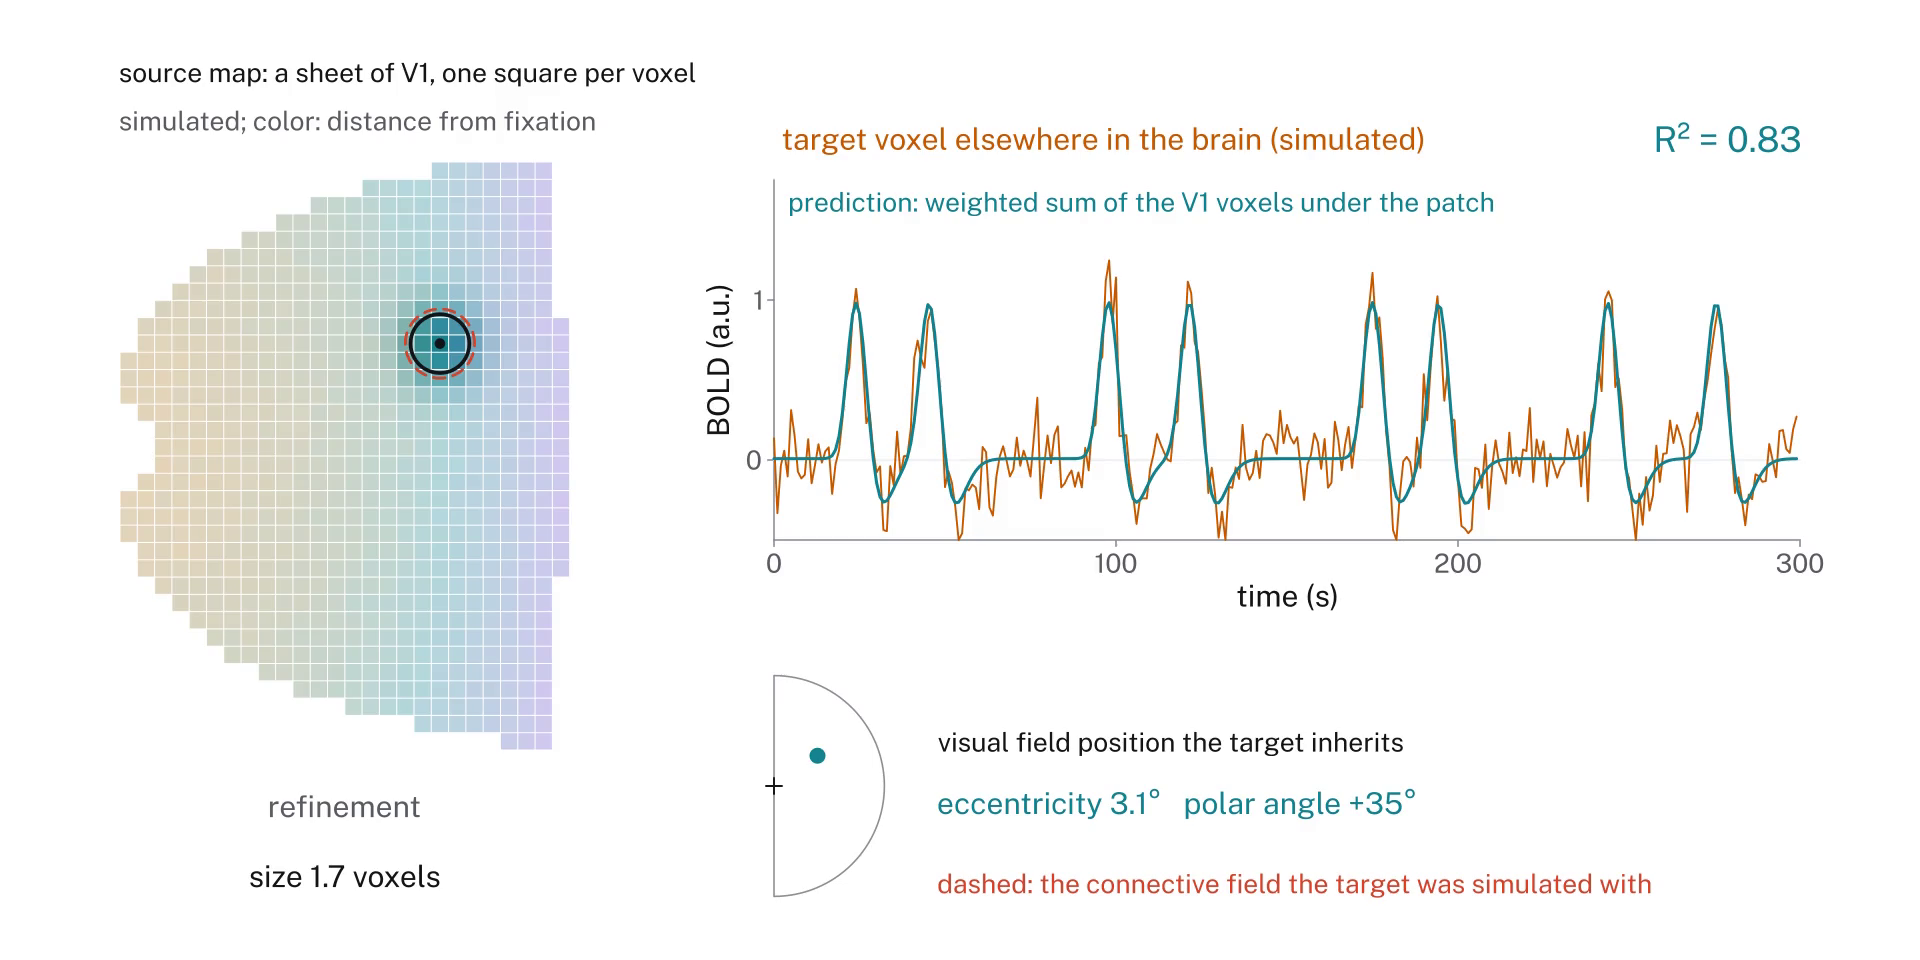 source map: a sheet of V1, one square per voxel
simulated; color: distance from fixation
target voxel elsewhere in the brain (simulated)
R² = 0.83
prediction: weighted sum of the V1 voxels under the patch
BOLD (a.u.)
1
0
0
100
200
300
time (s)
refinement
size 1.7 voxels
visual field position the target inherits
eccentricity 3.1° polar angle +35°
dashed: the connective field the target was simulated with